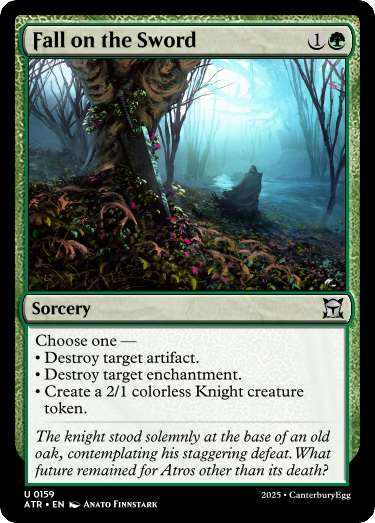 Fall on the Sword 1
Sorcery
Choose one —
• Destroy target artifact.
• Destroy target enchantment.
• Create a 2/1 colorless Knight creature
token.
The knight stood solemnly at the base of an old
oak, contemplating his staggering defeat. What
future remained for Atros other than its death?
U 0159
ATR • EN Anato Finnstark
2025 • CanterburyEgg